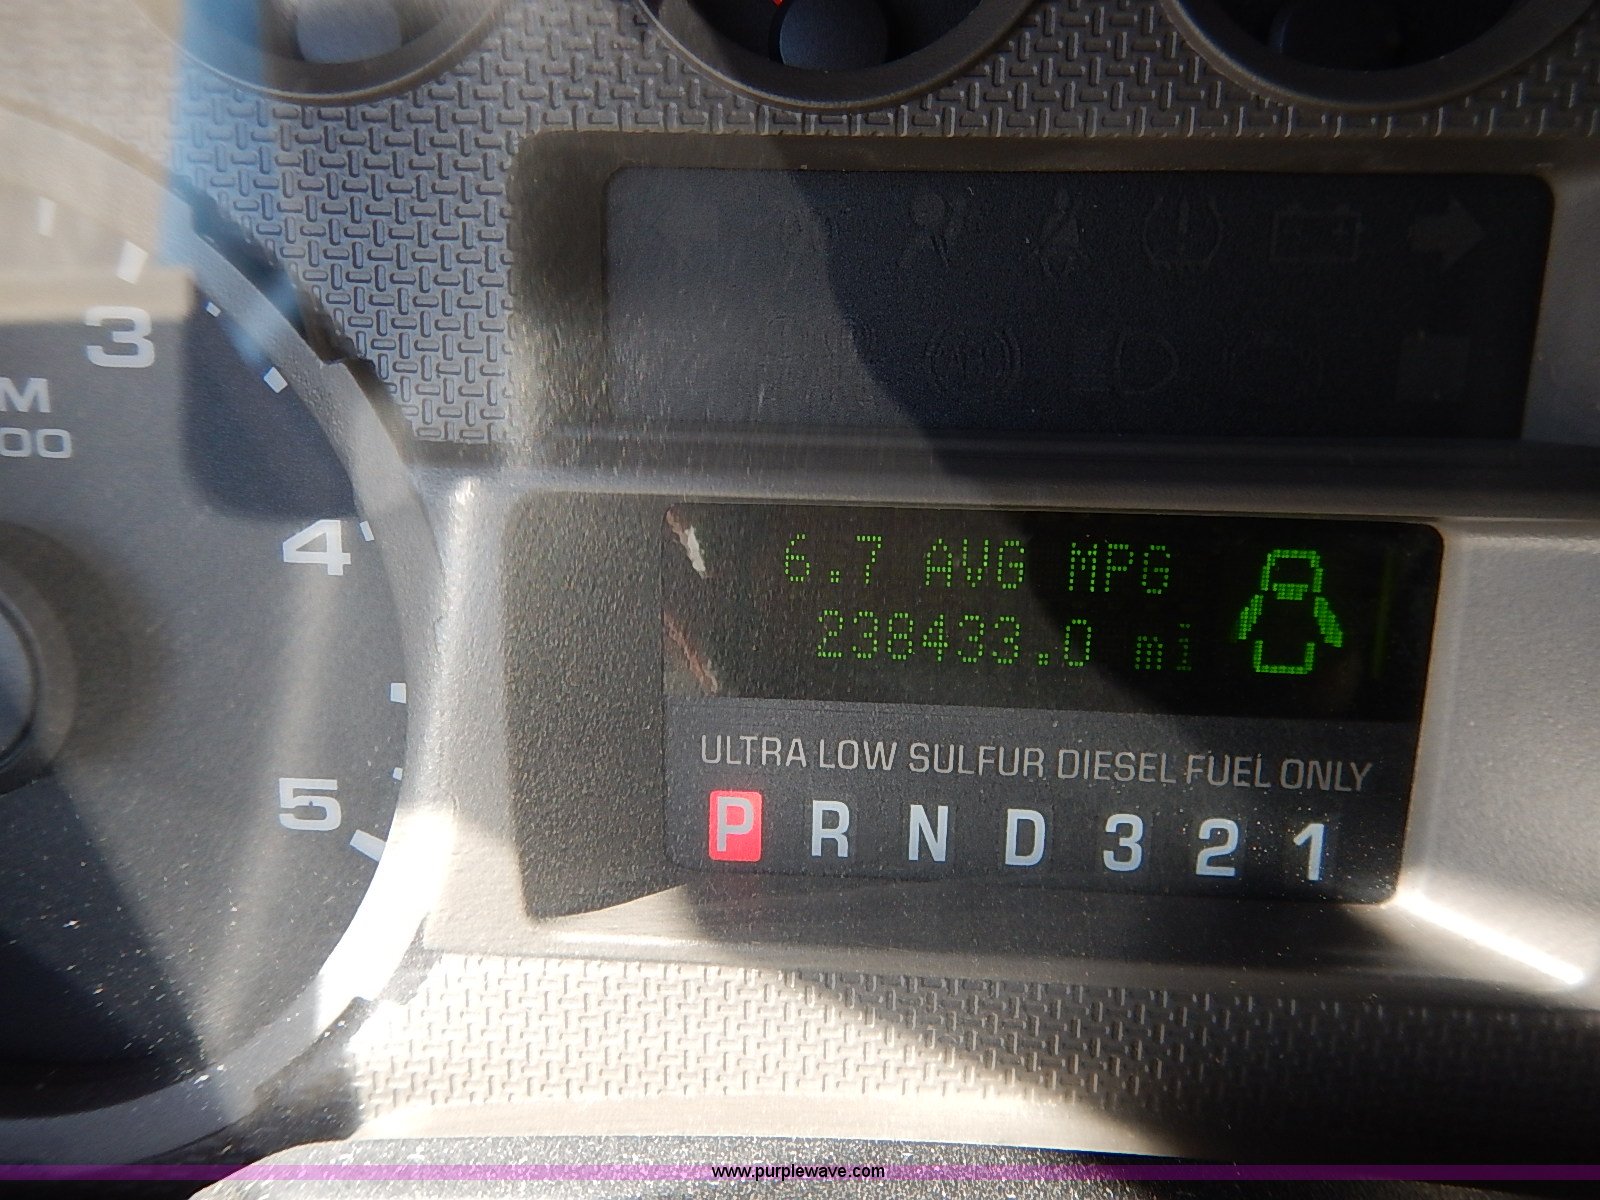 3
M
00
4
5
6.7 AVG MPG
238433.0 mi
ULTRA LOW SULFUR DIESEL FUEL ONLY
P R N D 3 2 1
www.purplewave.com